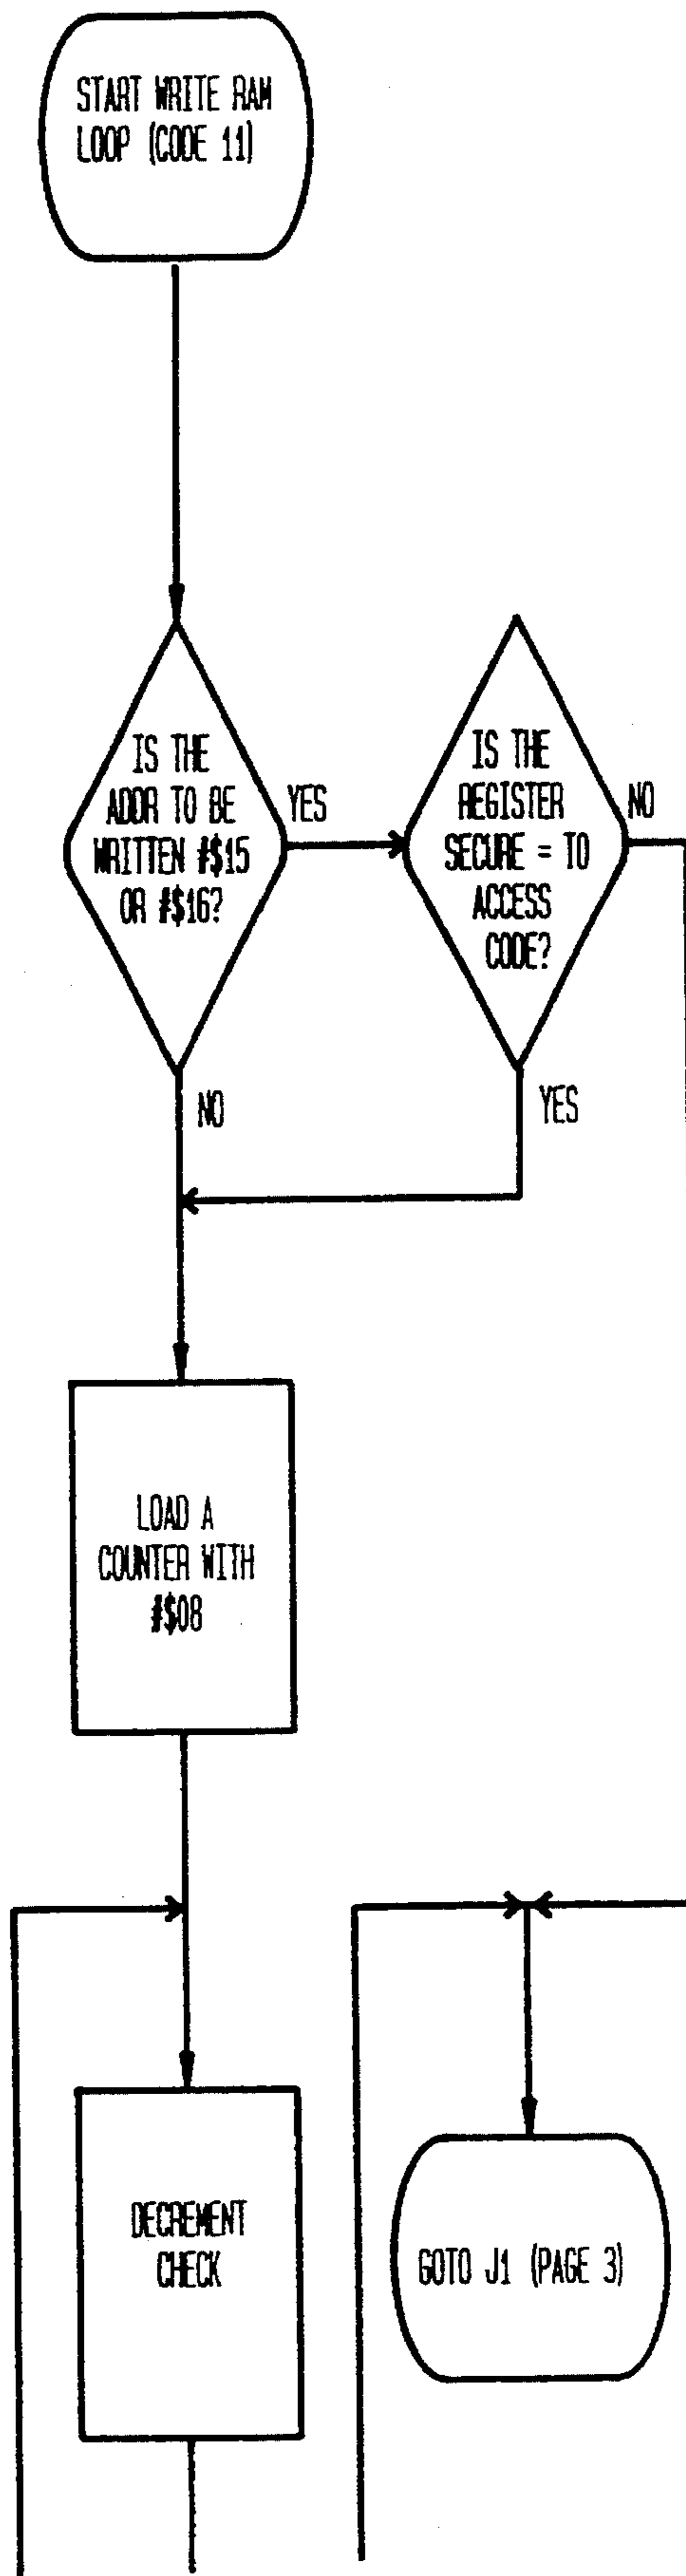 START WRITE RAM
LOOP (CODE 11)
IS THE
ADDR TO BE
WRITTEN #$15
OR #$16?
YES
IS THE
REGISTER
SECURE = TO
ACCESS
CODE?
NO
NO
YES
LOAD A
COUNTER WITH
#$08
DECREMENT
CHECK
GOTO J1 (PAGE 3)